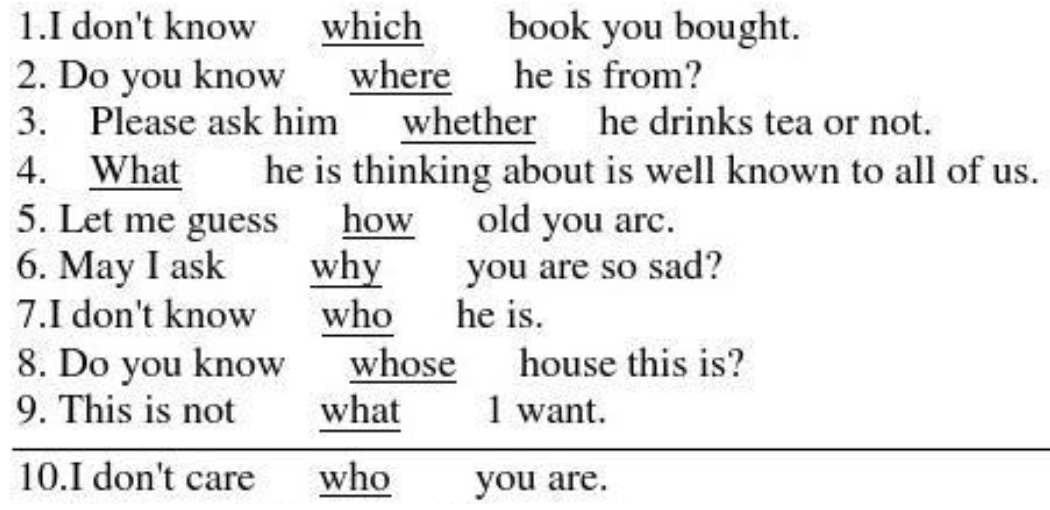 1.I don't know which book you bought.
2. Do you know where he is from?
3. Please ask him whether he drinks tea or not.
4. What he is thinking about is well known to all of us.
5. Let me guess how old you arc.
6. May I ask why you are so sad?
7.I don't know who he is.
8. Do you know whose house this is?
9. This is not what 1 want.
10.I don't care who you are.